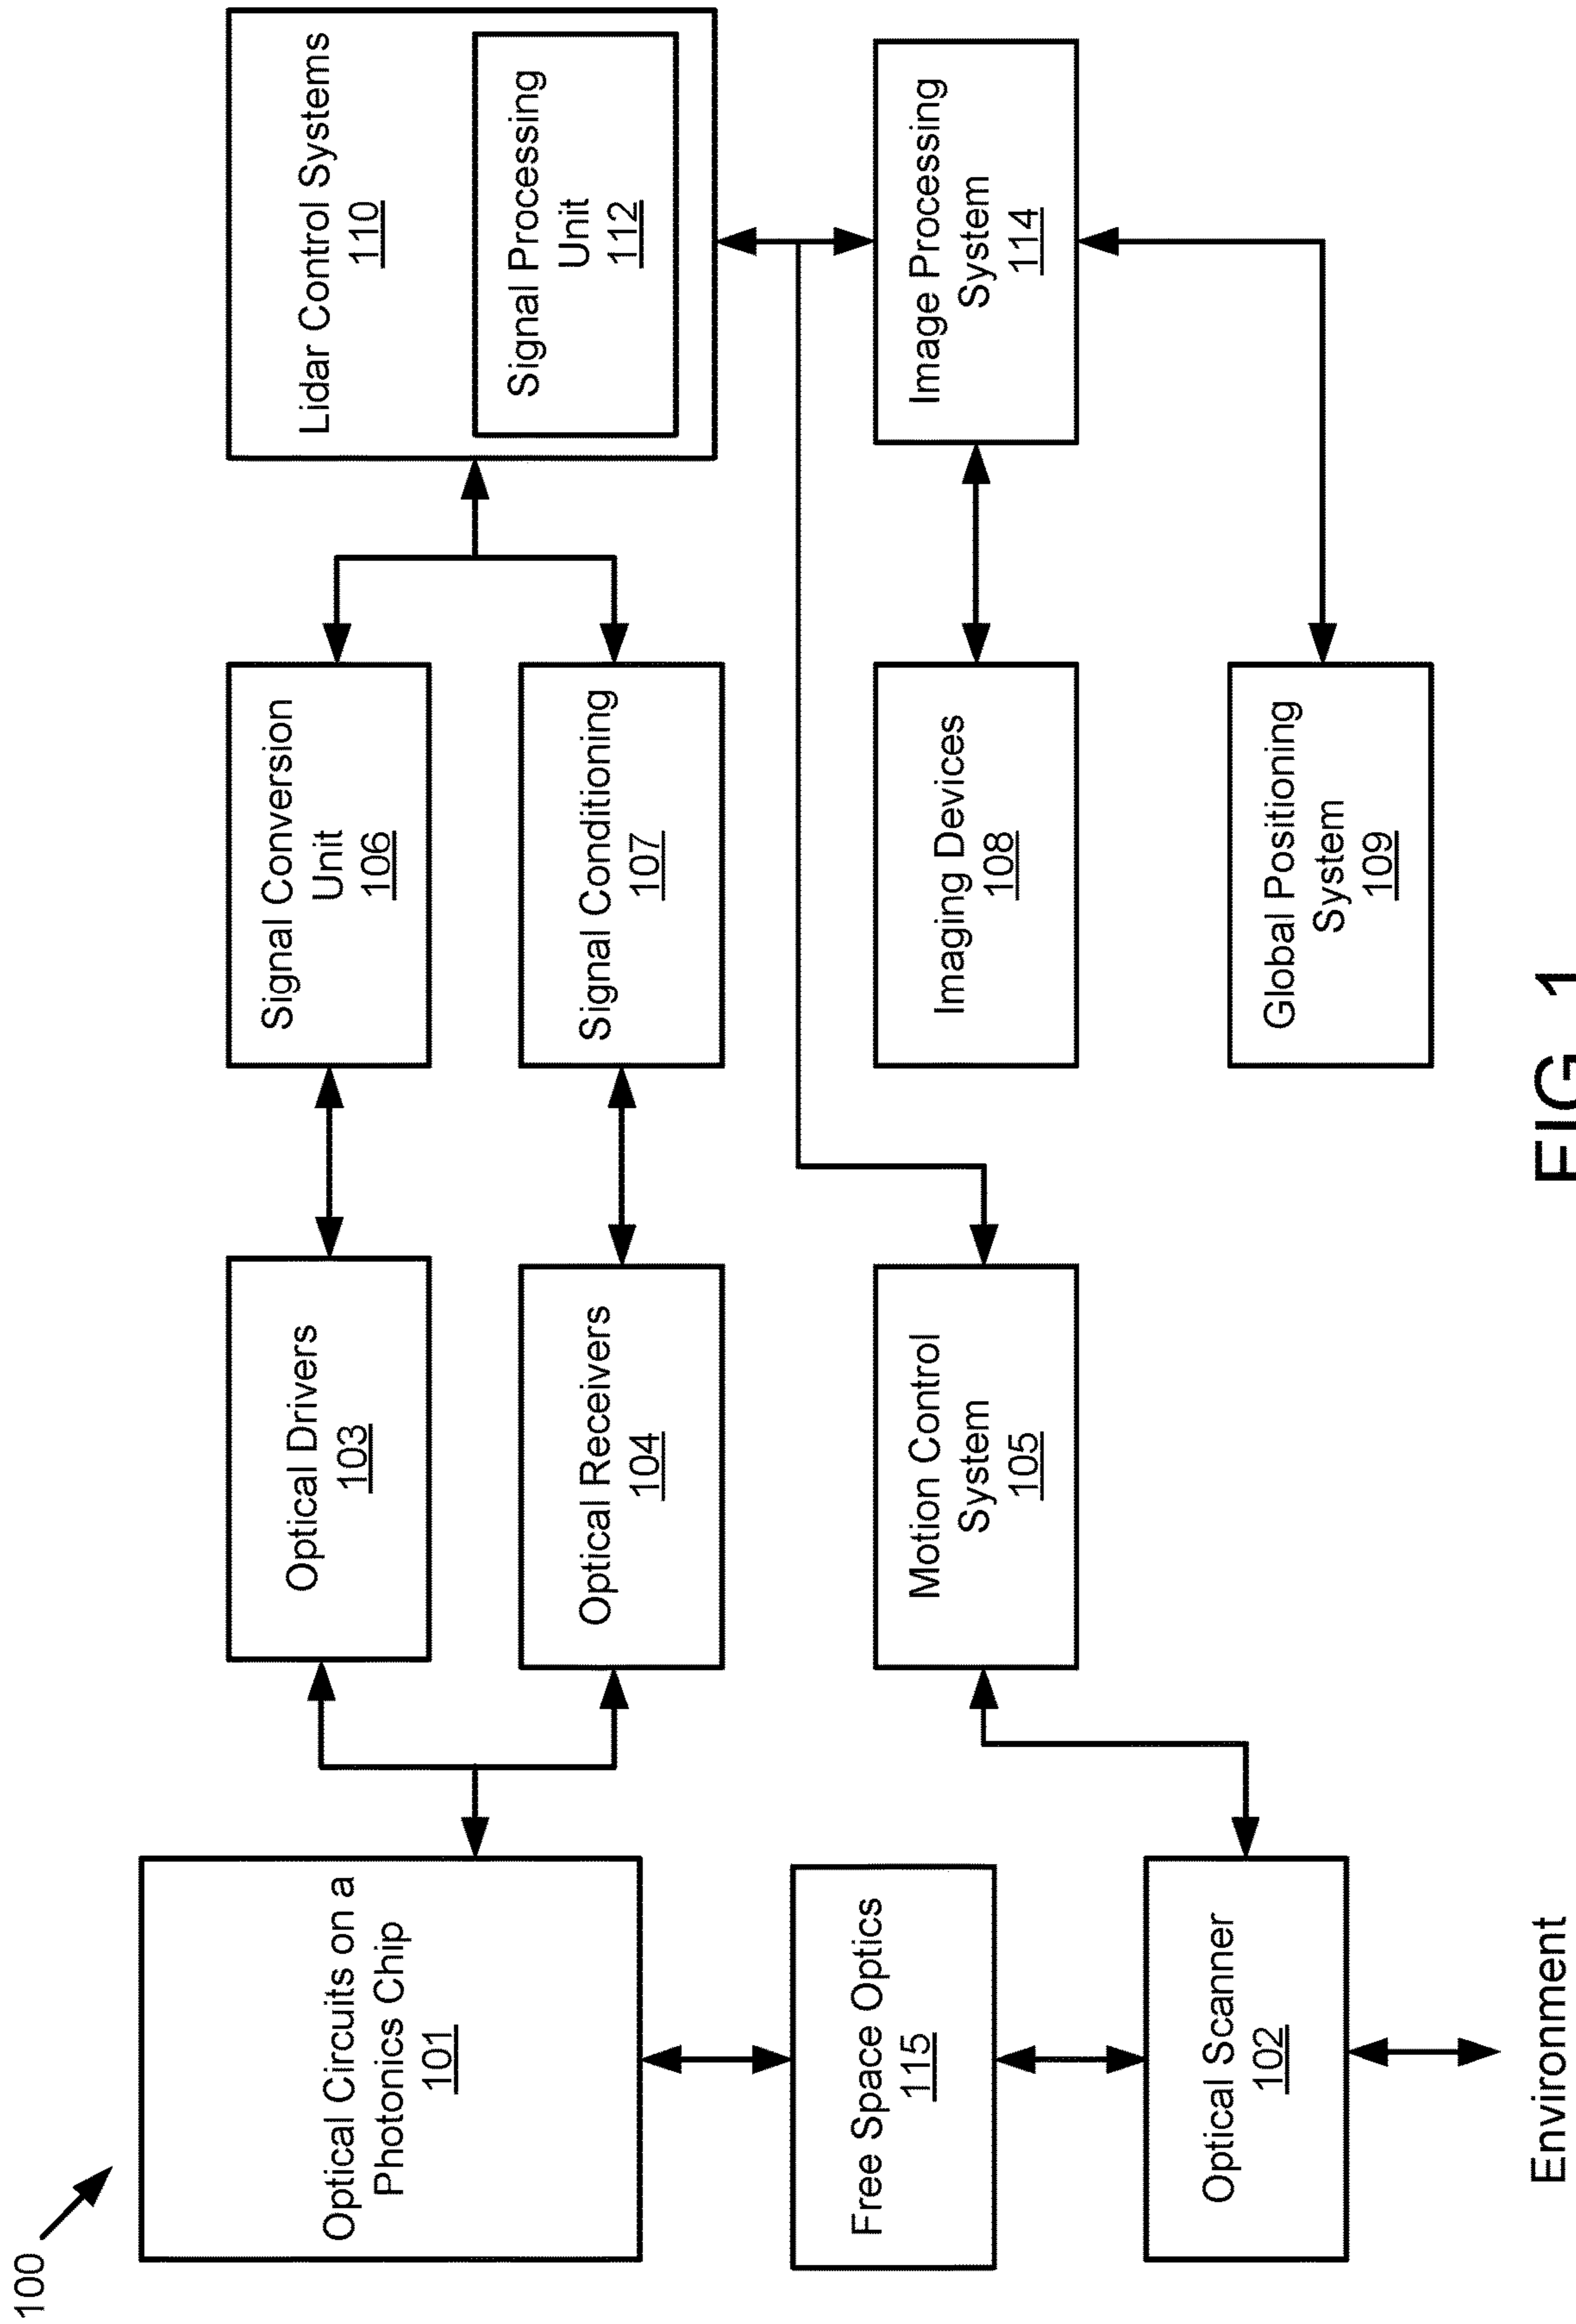 100
Optical Circuits on a
Photonics Chip
101
Optical Drivers
103
Signal Conversion
Unit
106
Lidar Control Systems
110
Signal Processing
Unit
112
Optical Receivers
104
Signal Conditioning
107
Free Space Optics
115
Motion Control
System
105
Imaging Devices
108
Image Processing
System
114
Optical Scanner
102
Global Positioning
System
109
Environment
FIG. 1